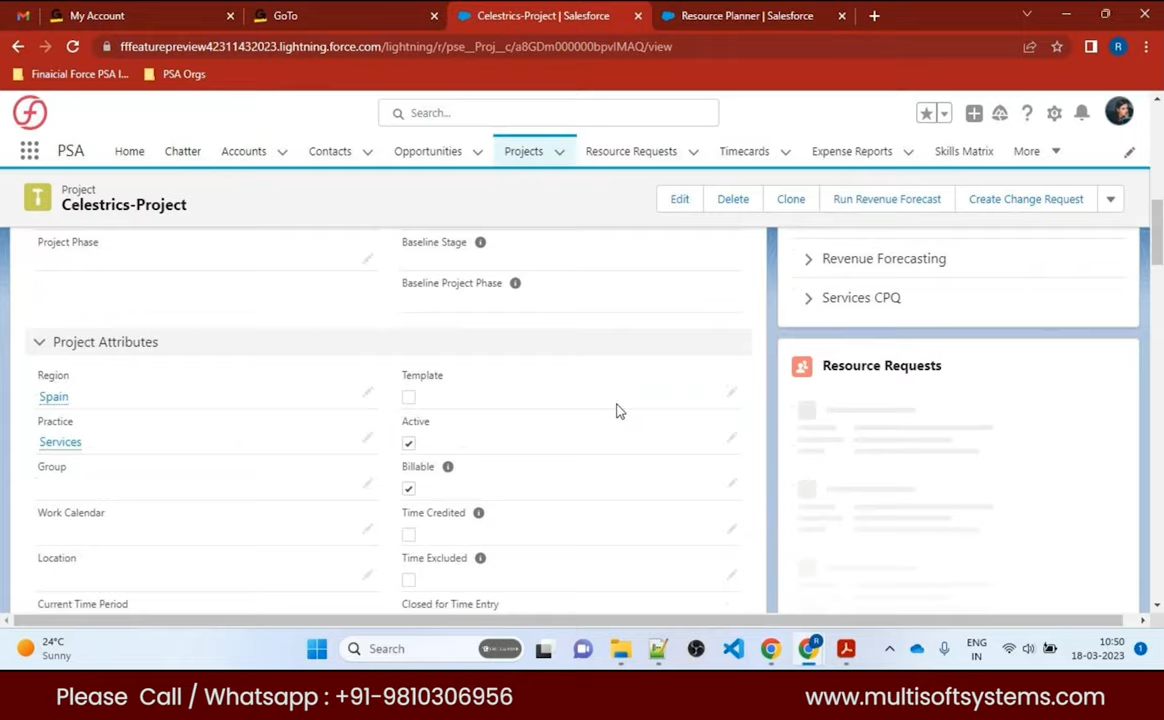 My Account
GoTo
Celestrics-Project | Salesforce
Resource Planner | Salesforce
fffeaturepreview42311432023.lightning.force.com/lightning/r/pse__Proj__c/a8GDm000000bpvIMAQ/view
R
Finaicial Force PSA I...
PSA Orgs
Search...
PSA
Home
Chatter
Accounts
Contacts
Opportunities
Projects
Resource Requests
Timecards
Expense Reports
Skills Matrix
More
Project
Celestrics-Project
Edit
Delete
Clone
Run Revenue Forecast
Create Change Request
Project Phase
Baseline Stage
Baseline Project Phase
Revenue Forecasting
Services CPQ
Project Attributes
Region
Spain
Template
Practice
Services
Active
Group
Billable
Work Calendar
Time Credited
Location
Time Excluded
Current Time Period
Closed for Time Entry
Resource Requests
24°C
Sunny
Search
R
ENG
IN
10:50
18-03-2023
1
Please Call / Whatsapp : +91-9810306956
www.multisoftsystems.com